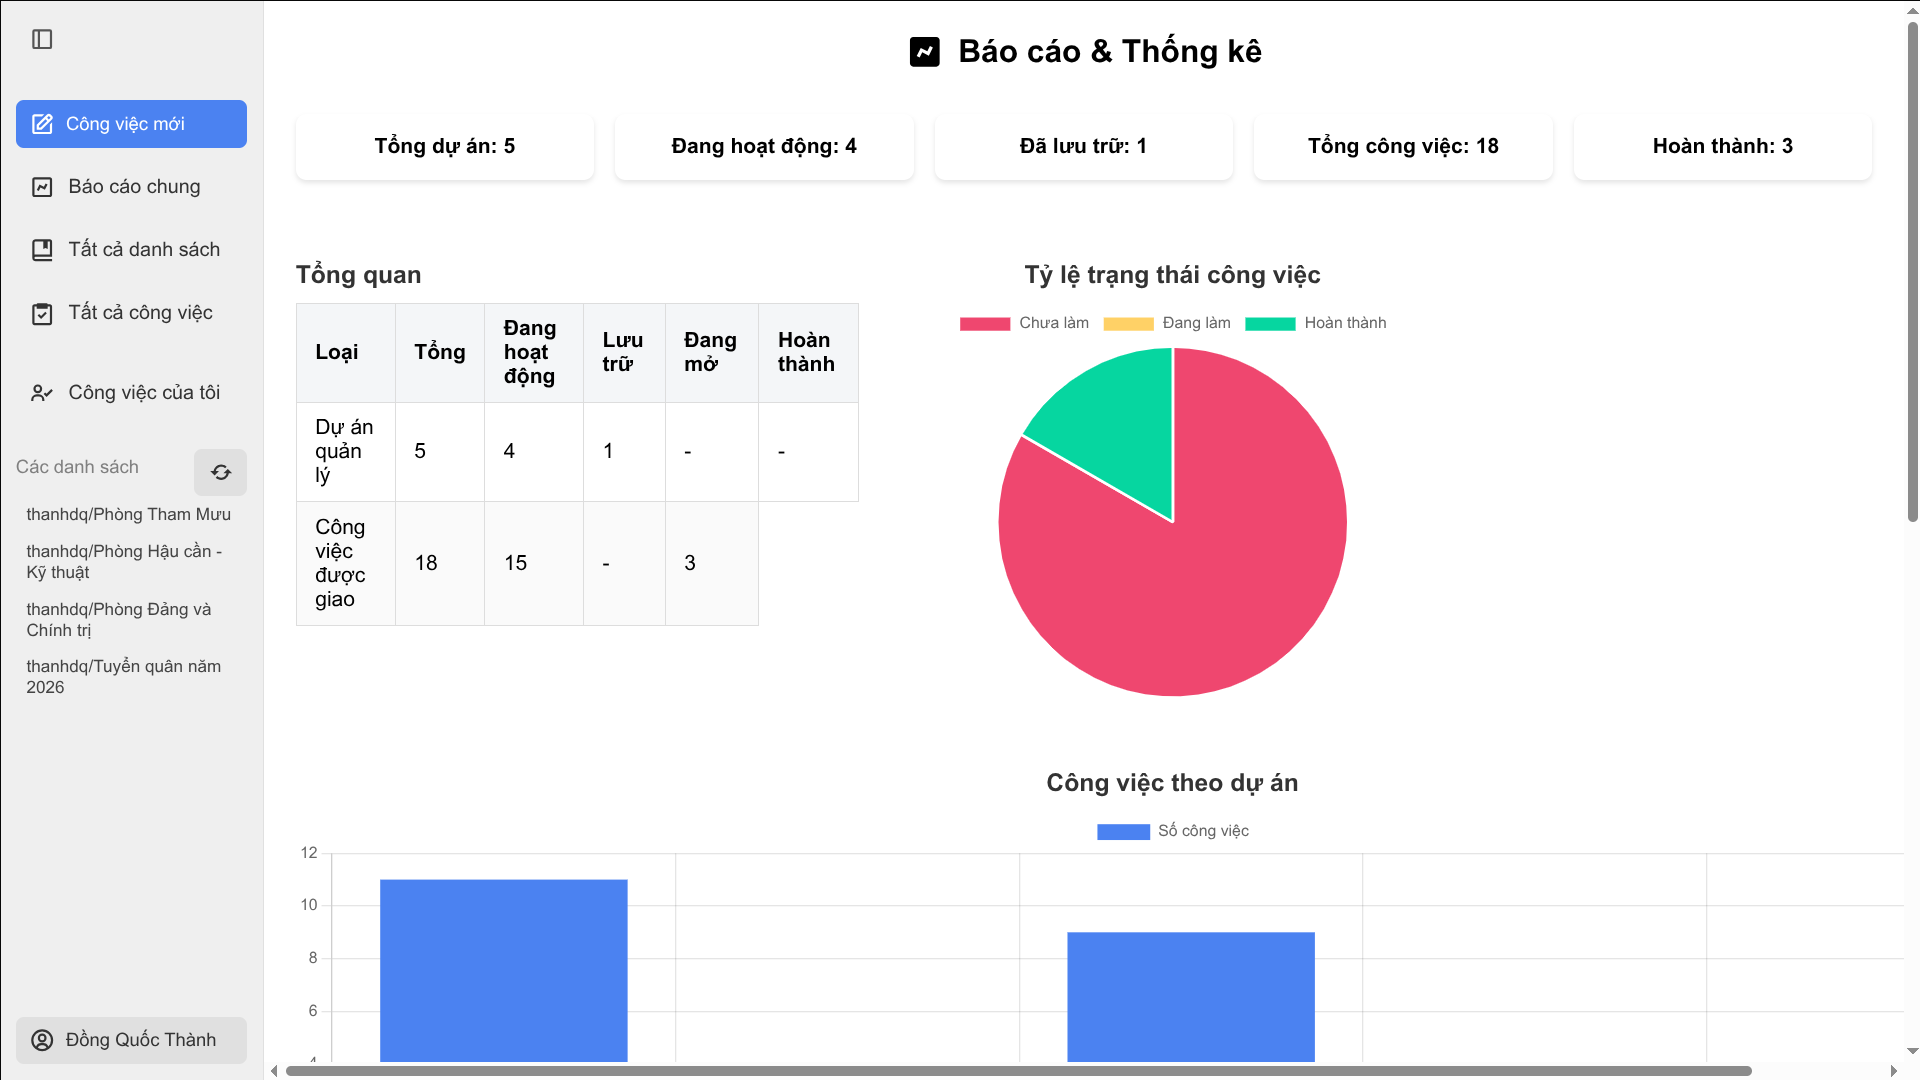 Công việc mới
Báo cáo chung
Tất cả danh sách
Tất cả công việc
Công việc của tôi
Các danh sách
thanhdq/Phòng Tham Mưu
thanhdq/Phòng Hậu cần -
Kỹ thuật
thanhdq/Phòng Đảng và
Chính trị
thanhdq/Tuyển quân năm
2026
Đồng Quốc Thành
Báo cáo & Thống kê
Tổng dự án: 5
Đang hoạt động: 4
Đã lưu trữ: 1
Tổng công việc: 18
Hoàn thành: 3
Tổng quan
Loại
Tổng
Đang
hoạt
động
Lưu
trữ
Đang
mở
Hoàn
thành
Dự án
quản
lý
5
4
1
-
-
Công
việc
được
giao
18
15
-
3
Tỷ lệ trạng thái công việc
Chưa làm
Đang làm
Hoàn thành
Công việc theo dự án
Số công việc
12
10
8
6
4